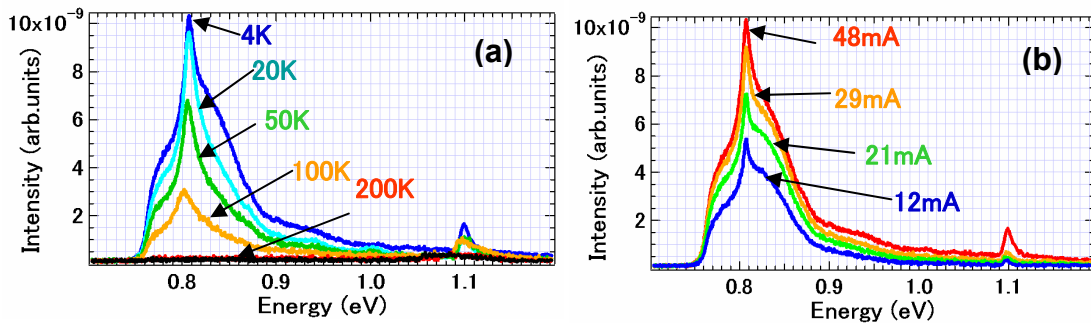 10x10⁻⁹
8
6
4
2
Intensity (arb.units)
4K
20K
50K
100K
200K
(a)
0.8 0.9 1.0 1.1
Energy (eV)
10x10⁻⁹
8
6
4
2
Intensity (arb.units)
48mA
29mA
21mA
12mA
(b)
0.8 0.9 1.0 1.1
Energy (eV)